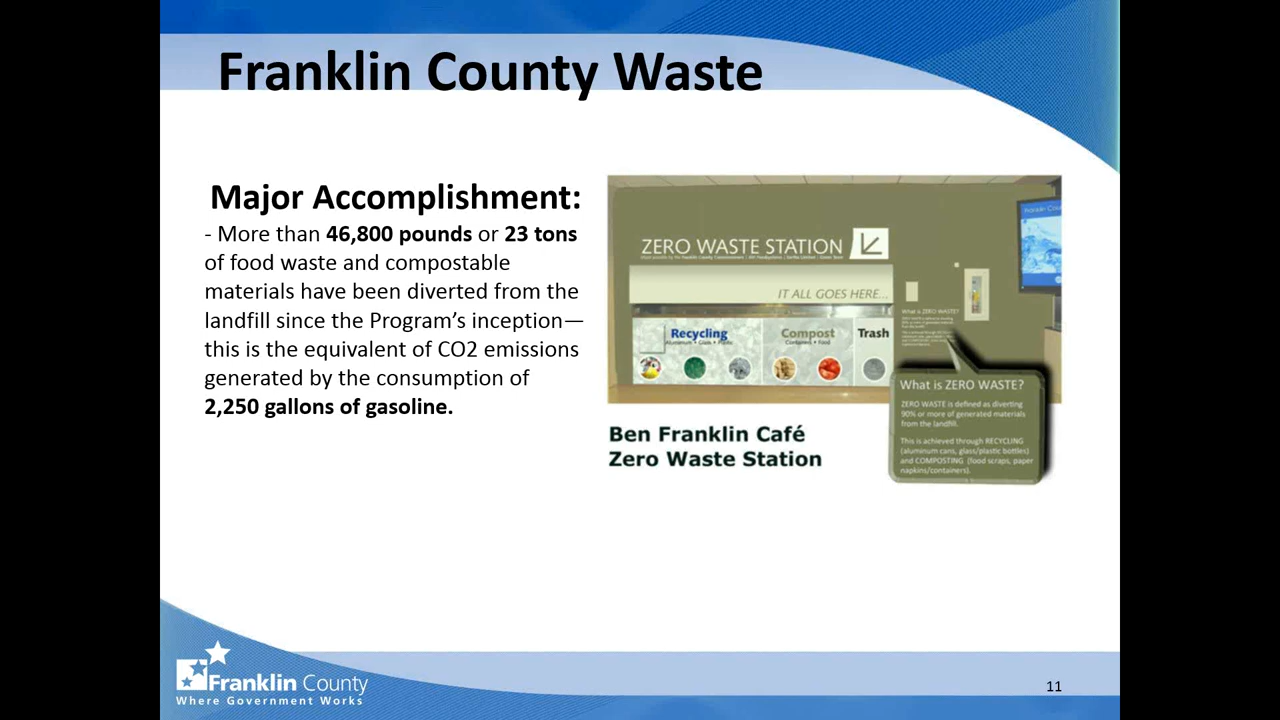 Franklin County Waste
Major Accomplishment:
- More than 46,800 pounds or 23 tons
of food waste and compostable
materials have been diverted from the
landfill since the Program’s inception—
this is the equivalent of CO2 emissions
generated by the consumption of
2,250 gallons of gasoline.
ZERO WASTE STATION
IT ALL GOES HERE...
Recycling
Compost
Trash
What is ZERO WASTE?
What is ZERO WASTE?
ZERO WASTE is defined as diverting
90% or more of generated materials
from the landfill.
This is achieved through RECYCLING
(aluminum cans, glass/plastic bottles)
and COMPOSTING (food scraps, paper
napkins/containers).
Ben Franklin Café
Zero Waste Station
Franklin County
Where Government Works
11